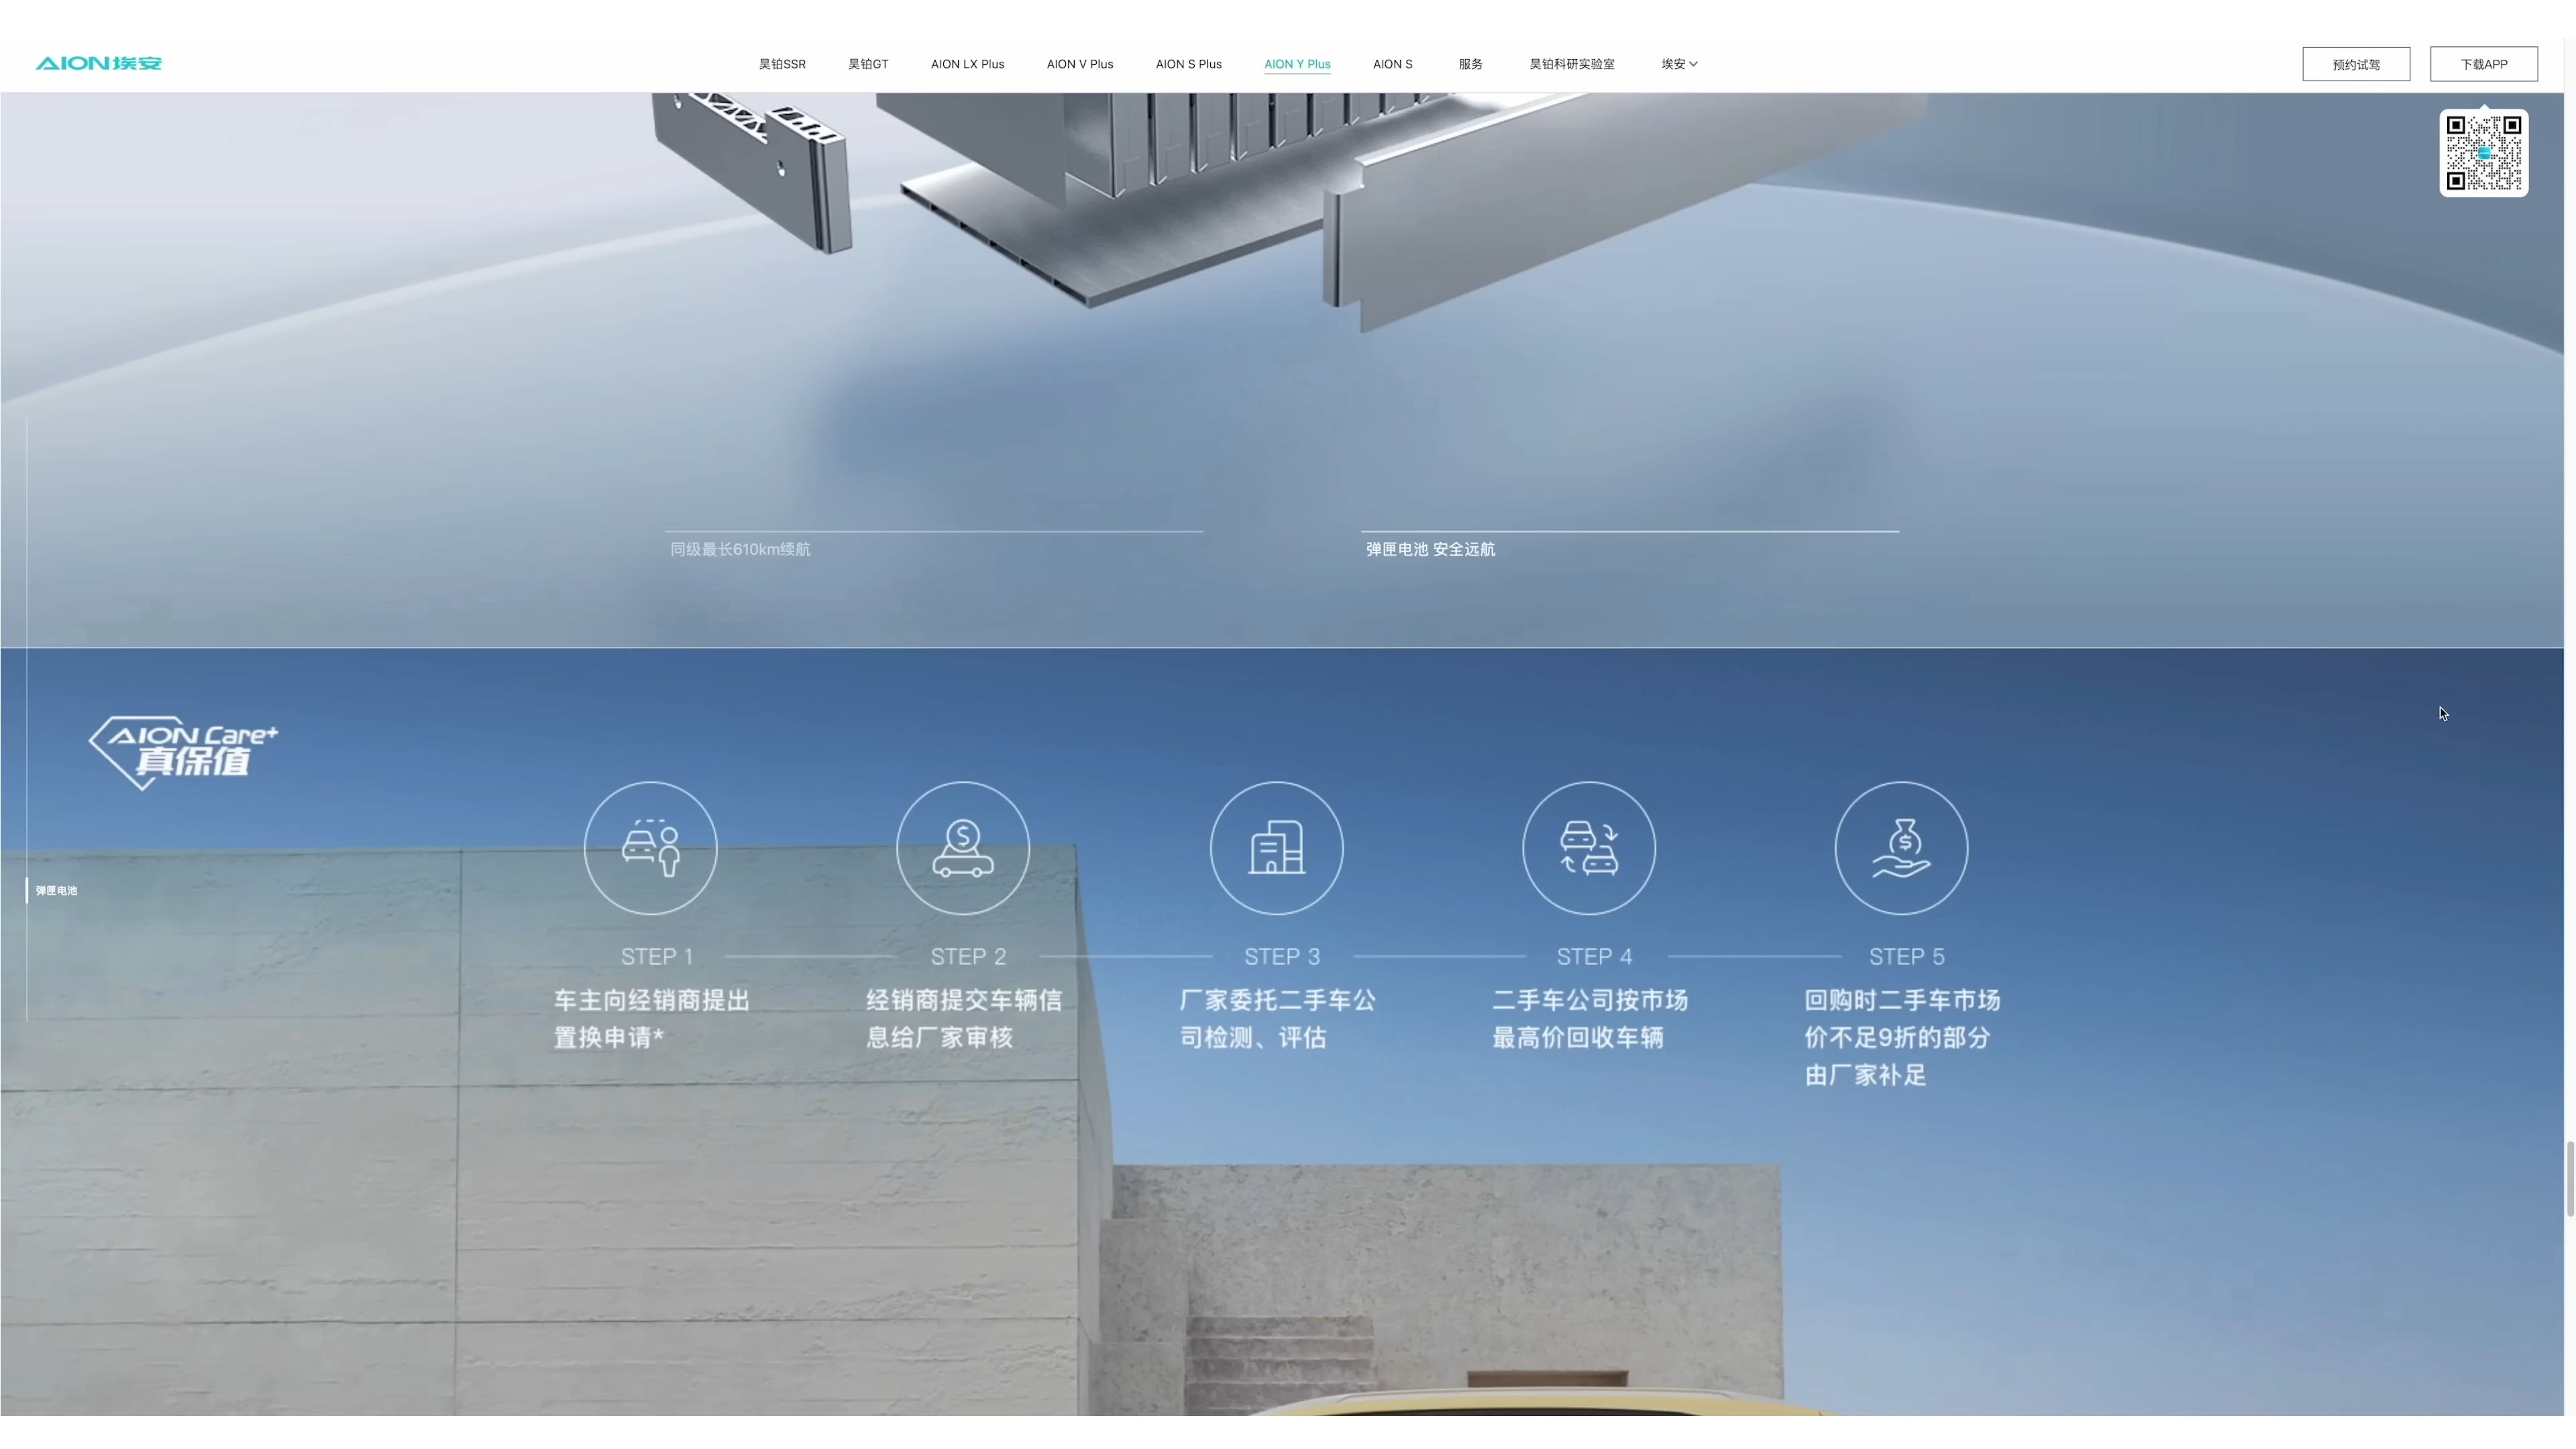 AION埃安
昊铂SSR
昊铂GT
AION LX Plus
AION V Plus
AION S Plus
AION Y Plus
AION S
服务
昊铂科研实验室
埃安
预约试驾
下载APP
同级最长610km续航
弹匣电池 安全远航
AION Care+
真保值
弹匣电池
STEP 1
车主向经销商提出
置换申请*
STEP 2
经销商提交车辆信
息给厂家审核
STEP 3
厂家委托二手车公
司检测、评估
STEP 4
二手车公司按市场
最高价回收车辆
STEP 5
回购时二手车市场
价不足9折的部分
由厂家补足